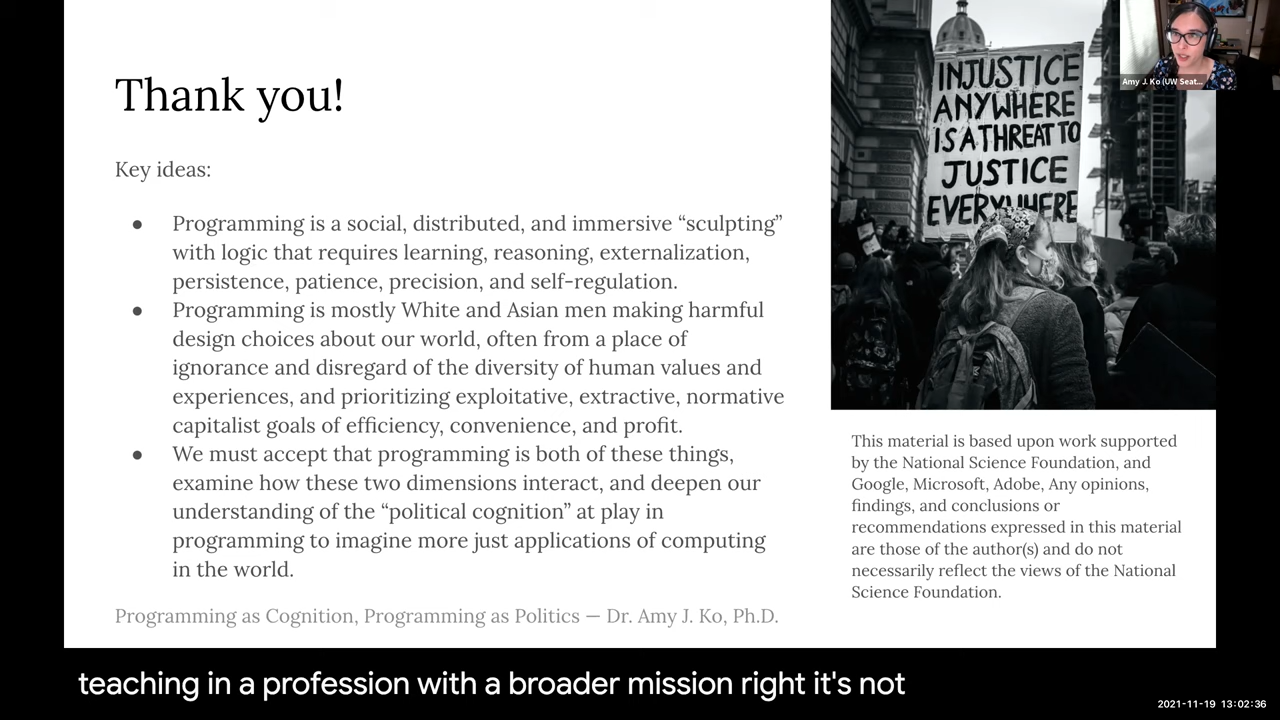 Thank you!
Key ideas:
● Programming is a social, distributed, and immersive “sculpting”
with logic that requires learning, reasoning, externalization,
persistence, patience, precision, and self-regulation.
● Programming is mostly White and Asian men making harmful
design choices about our world, often from a place of
ignorance and disregard of the diversity of human values and
experiences, and prioritizing exploitative, extractive, normative
capitalist goals of efficiency, convenience, and profit.
● We must accept that programming is both of these things,
examine how these two dimensions interact, and deepen our
understanding of the “political cognition” at play in
programming to imagine more just applications of computing
in the world.
Programming as Cognition, Programming as Politics — Dr. Amy J. Ko, Ph.D.
INJUSTICE
ANYWHERE
IS A THREAT TO
JUSTICE
EVERYWHERE
Amy J. Ko (UW Seat...
This material is based upon work supported
by the National Science Foundation, and
Google, Microsoft, Adobe, Any opinions,
findings, and conclusions or
recommendations expressed in this material
are those of the author(s) and do not
necessarily reflect the views of the National
Science Foundation.
teaching in a profession with a broader mission right it's not
2021-11-19 13:02:36